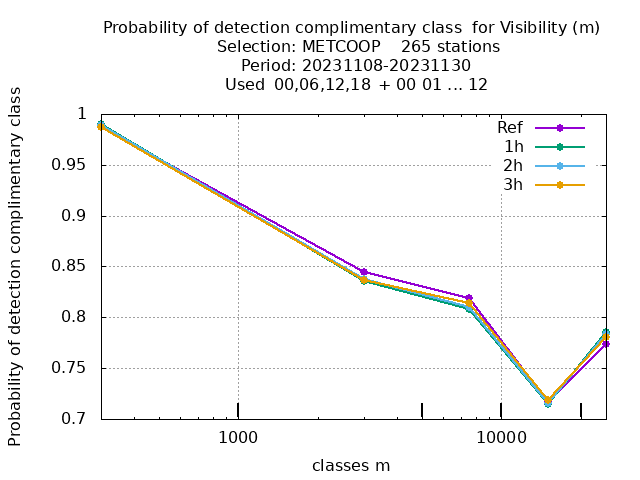 Probability of detection complimentary class  for Visibility (m)
Selection: METCOOP    265 stations
Period: 20231108-20231130
Used  00,06,12,18  + 00 01 ... 12
Probability of detection complimentary class
1
0.95
0.9
0.85
0.8
0.75
0.7
Ref
1h
2h
3h
1000
10000
classes m